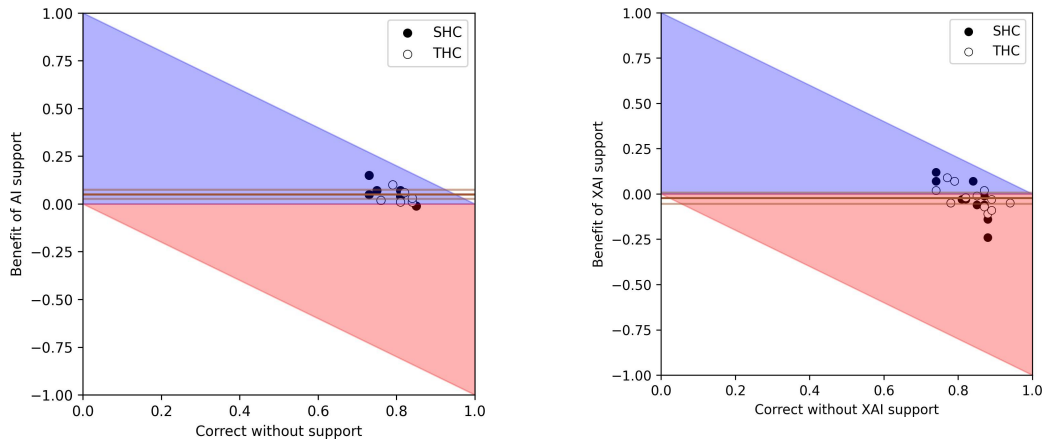 1.00
0.75
0.50
0.25
0.00
−0.25
−0.50
−0.75
−1.00
Benefit of AI support
SHC
THC
0.0 0.2 0.4 0.6 0.8 1.0
Correct without support
1.00
0.75
0.50
0.25
0.00
−0.25
−0.50
−0.75
−1.00
Benefit of XAI support
SHC
THC
0.0 0.2 0.4 0.6 0.8 1.0
Correct without XAI support